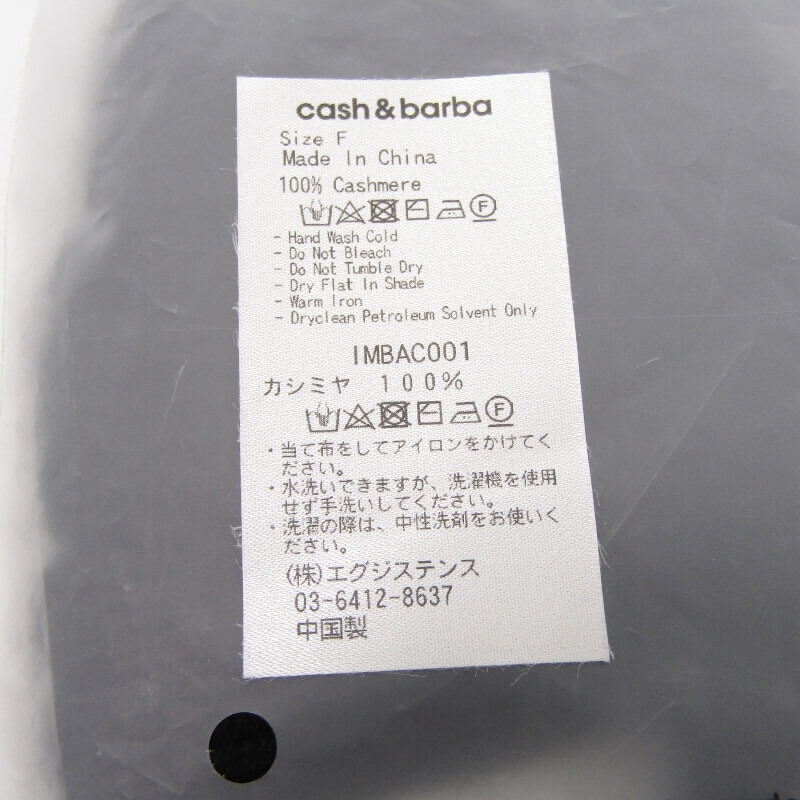 cash&barba
Size F
Made In China
100% Cashmere
- Hand Wash Cold
- Do Not Bleach
- Do Not Tumble Dry
- Dry Flat In Shade
- Warm Iron
- Dryclean Petroleum Solvent Only
IMBAC001
カシミヤ 100%
・当て布をしてアイロンをかけてく
ださい。
・水洗いできますが、洗濯機を使用
せず手洗いしてください。
・洗濯の際は、中性洗剤をお使いく
ださい。
(株)エグジステンス
03-6412-8637
中国製